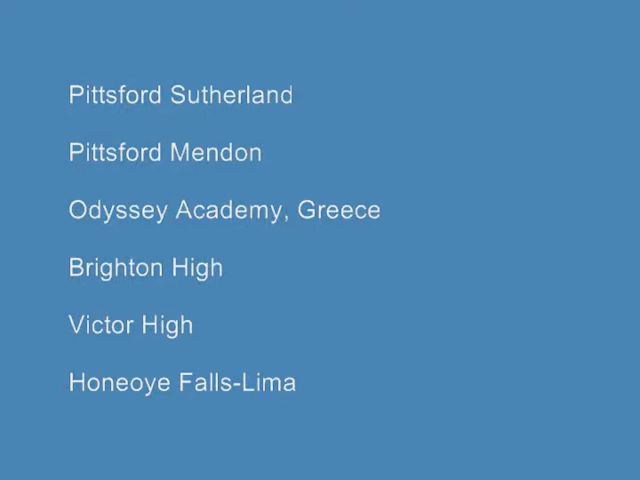 Pittsford Sutherland
Pittsford Mendon
Odyssey Academy, Greece
Brighton High
Victor High
Honeoye Falls-Lima